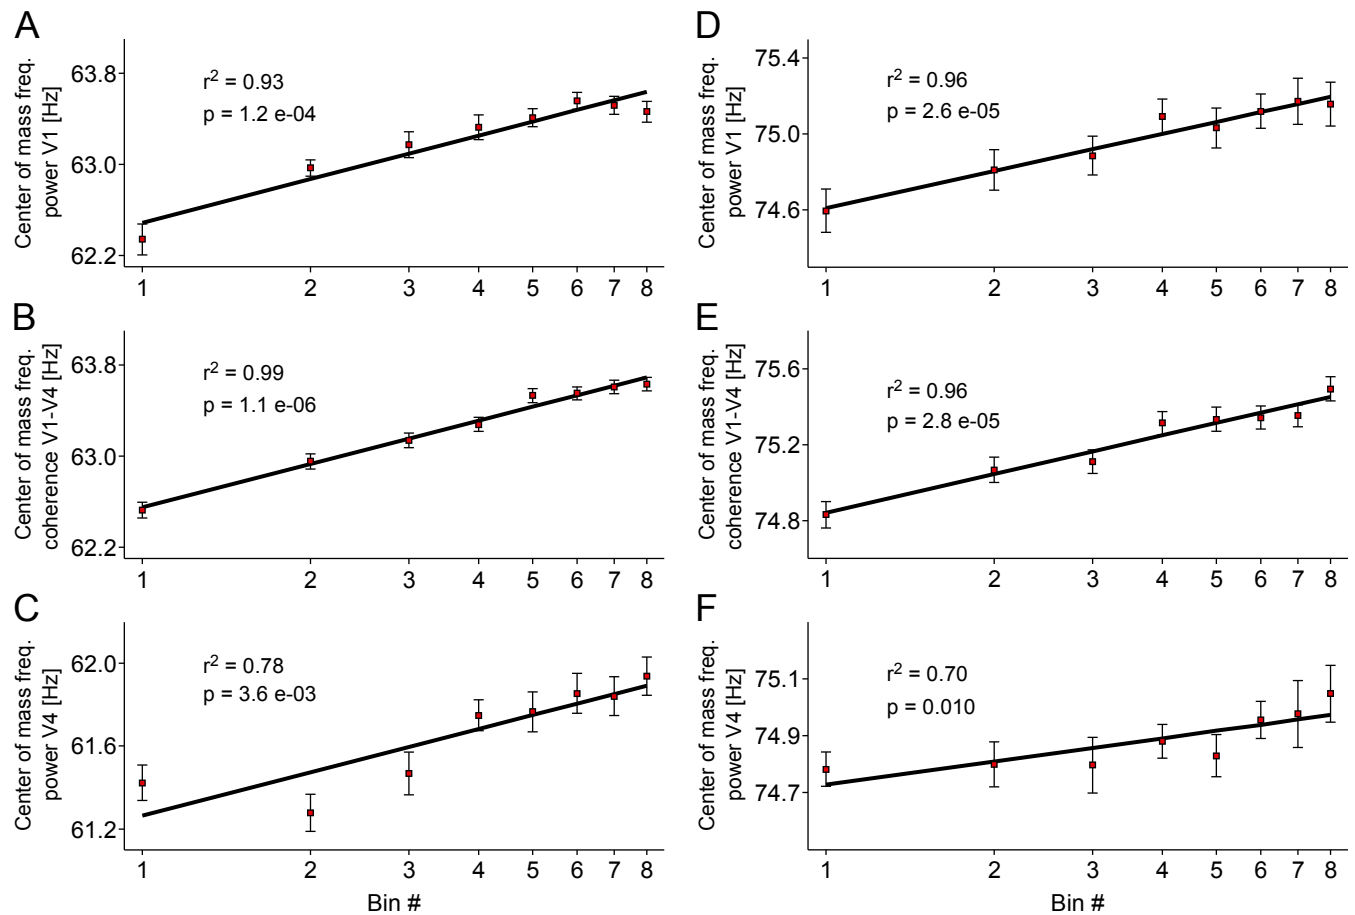 A
Center of mass freq.
power V1 [Hz]
63.8
63.0
62.2
r² = 0.93
p = 1.2 e-04
1 2 3 4 5 6 7 8
D
Center of mass freq.
power V1 [Hz]
75.4
75.0
74.6
r² = 0.96
p = 2.6 e-05
1 2 3 4 5 6 7 8
B
Center of mass freq.
coherence V1-V4 [Hz]
63.8
63.0
62.2
r² = 0.99
p = 1.1 e-06
1 2 3 4 5 6 7 8
E
Center of mass freq.
coherence V1-V4 [Hz]
75.6
75.2
74.8
r² = 0.96
p = 2.8 e-05
1 2 3 4 5 6 7 8
C
Center of mass freq.
power V4 [Hz]
62.0
61.6
61.2
r² = 0.78
p = 3.6 e-03
1 2 3 4 5 6 7 8
Bin #
F
Center of mass freq.
power V4 [Hz]
75.1
74.9
74.7
r² = 0.70
p = 0.010
1 2 3 4 5 6 7 8
Bin #